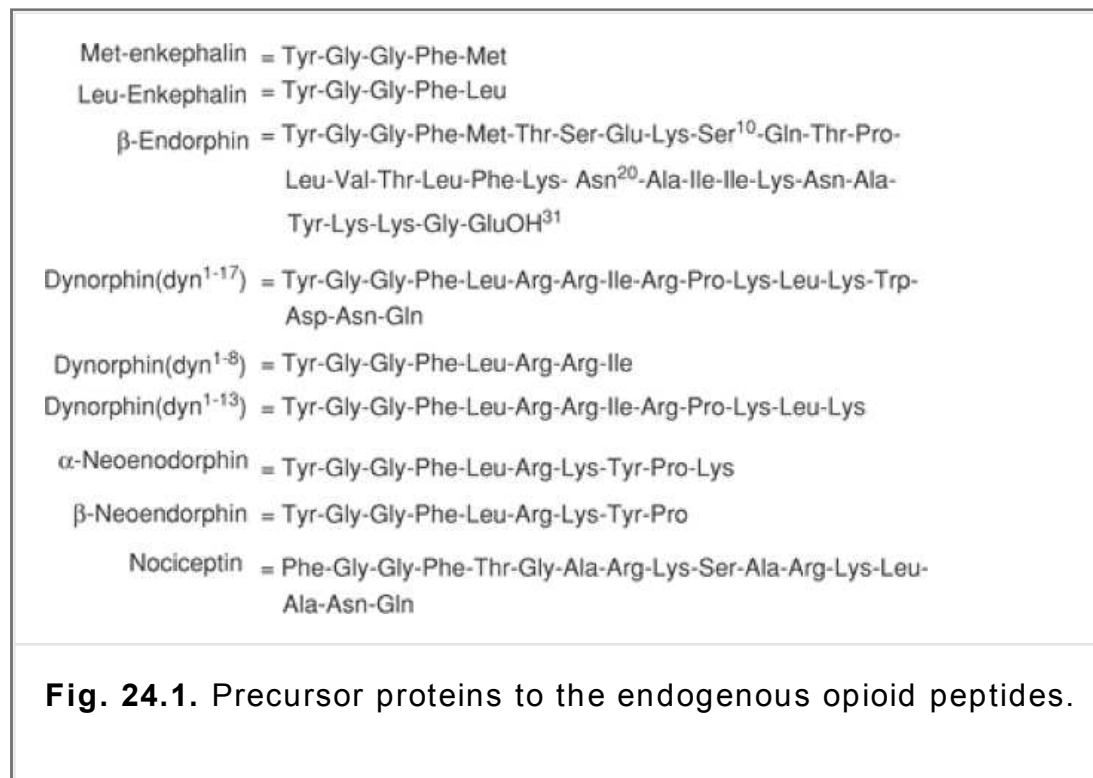 Met-enkephalin = Tyr-Gly-Gly-Phe-Met
Leu-Enkephalin = Tyr-Gly-Gly-Phe-Leu
β-Endorphin = Tyr-Gly-Gly-Phe-Met-Thr-Ser-Glu-Lys-Ser¹⁰-Gln-Thr-Pro-
Leu-Val-Thr-Leu-Phe-Lys- Asn²⁰-Ala-Ile-Ile-Lys-Asn-Ala-
Tyr-Lys-Lys-Gly-GluOH³¹
Dynorphin(dyn¹⁻¹⁷) = Tyr-Gly-Gly-Phe-Leu-Arg-Arg-Ile-Arg-Pro-Lys-Leu-Lys-Trp-
Asp-Asn-Gln
Dynorphin(dyn¹⁻⁸) = Tyr-Gly-Gly-Phe-Leu-Arg-Arg-Ile
Dynorphin(dyn¹⁻¹³) = Tyr-Gly-Gly-Phe-Leu-Arg-Arg-Ile-Arg-Pro-Lys-Leu-Lys
α-Neoenodorphin = Tyr-Gly-Gly-Phe-Leu-Arg-Lys-Tyr-Pro-Lys
β-Neoendorphin = Tyr-Gly-Gly-Phe-Leu-Arg-Lys-Tyr-Pro
Nociceptin = Phe-Gly-Gly-Phe-Thr-Gly-Ala-Arg-Lys-Ser-Ala-Arg-Lys-Leu-
Ala-Asn-Gln
Fig. 24.1. Precursor proteins to the endogenous opioid peptides.